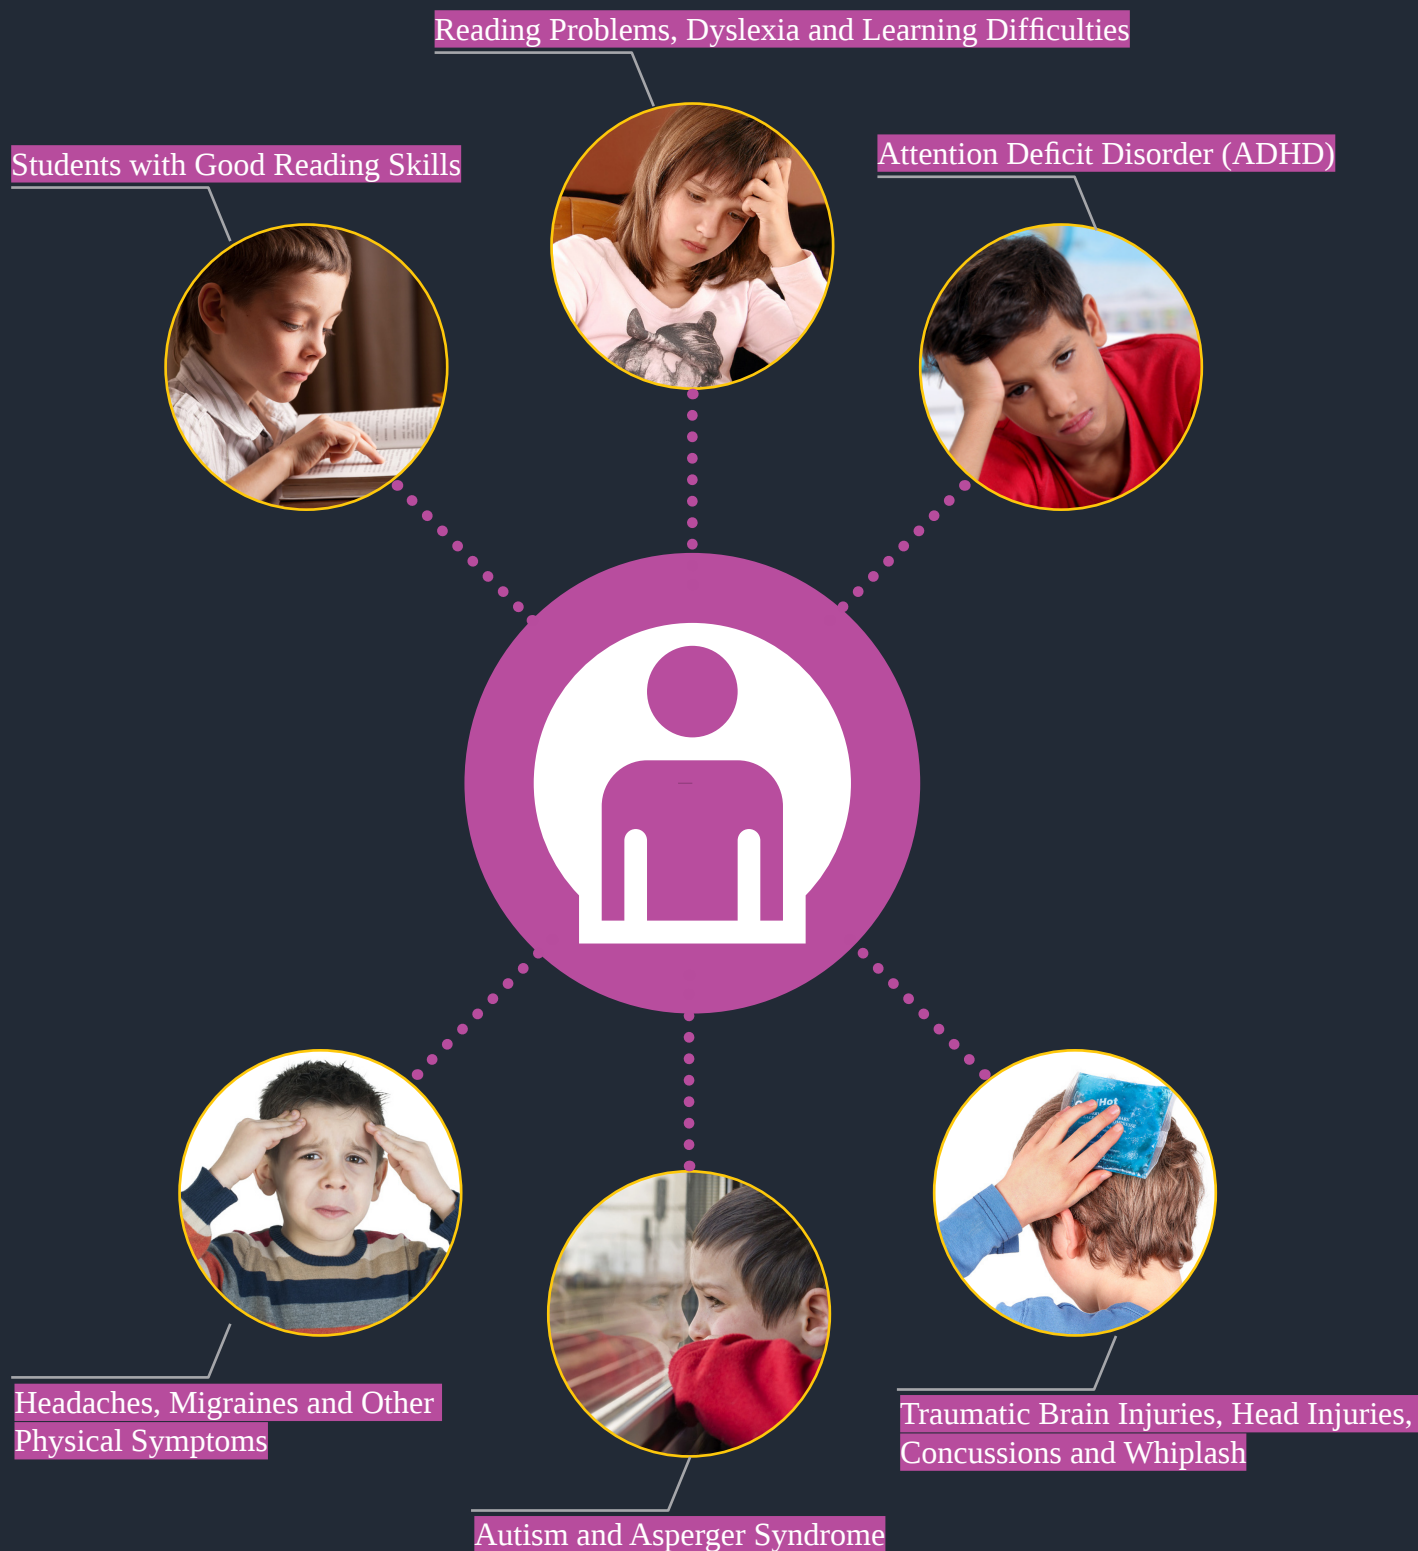 Reading Problems, Dyslexia and Learning Difficulties
Students with Good Reading Skills
Attention Deficit Disorder (ADHD)
Headaches, Migraines and Other
Physical Symptoms
Traumatic Brain Injuries, Head Injuries,
Concussions and Whiplash
Autism and Asperger Syndrome